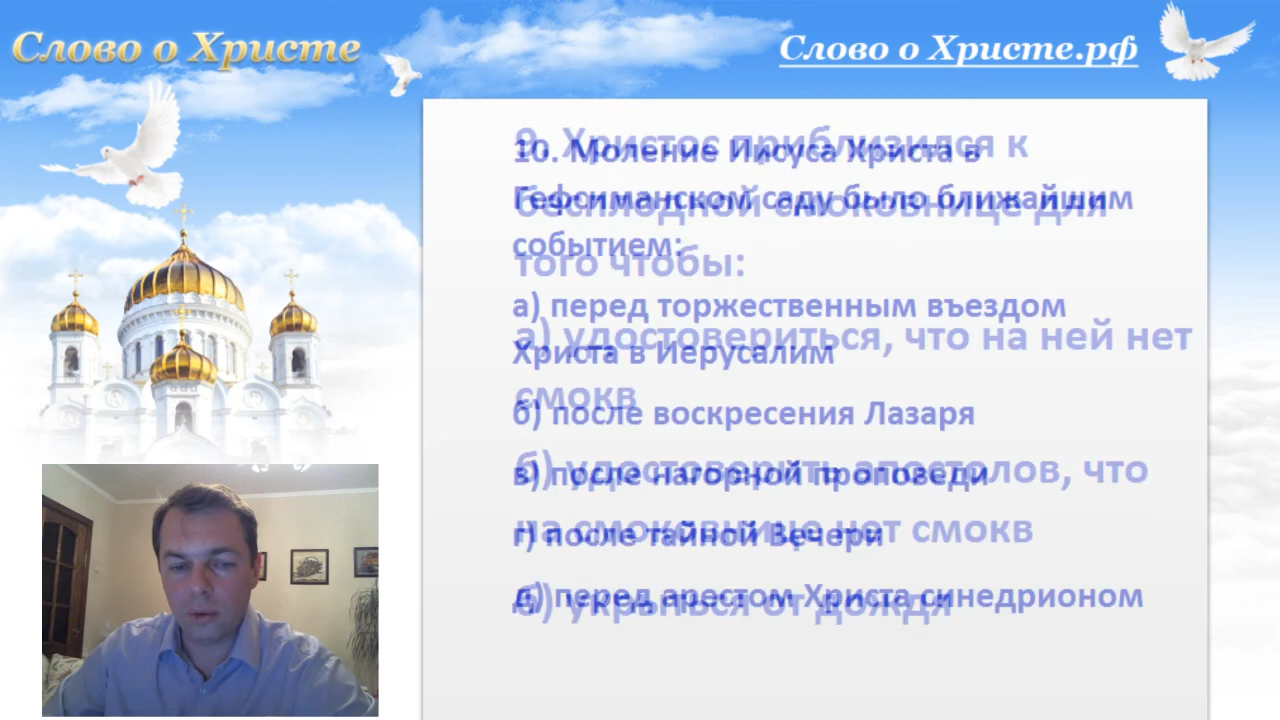 Слово о Христе
Слово о Христе.рф
9. Христос приблизился к
бесплодной смоковнице для
того чтобы:
а) удостовериться, что на ней нет
смокв
б) удостоверить апостолов, что
на смоковнице нет смокв
б) укрыться от дождя
10. Моление Иисуса Христа в
Гефсиманском саду было ближайшим
событием:
а) перед торжественным въездом
Христа в Иерусалим
б) после воскресения Лазаря
в) после нагорной проповеди
г) после тайной Вечери
д) перед арестом Христа синедрионом